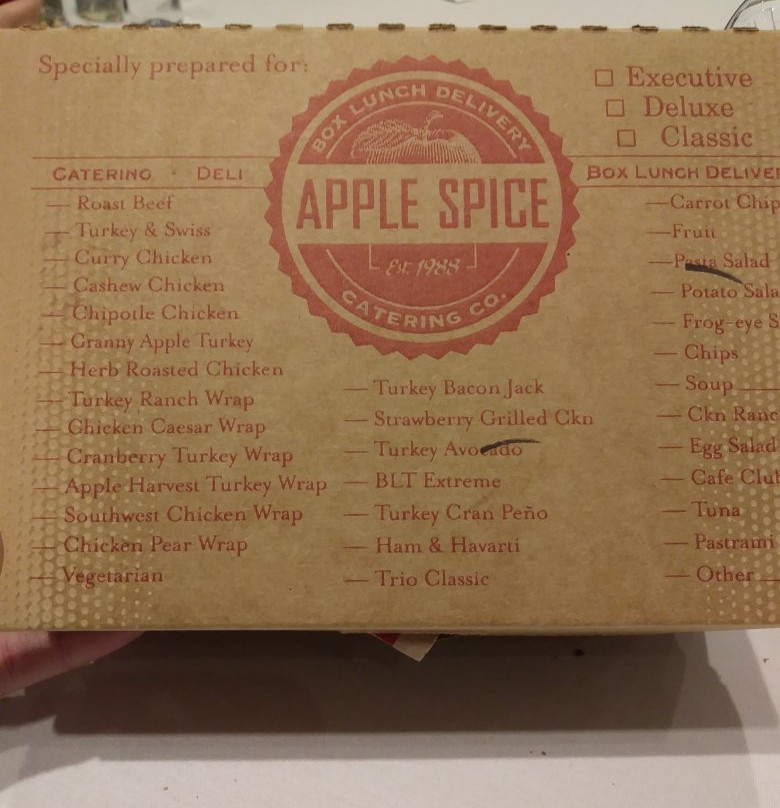 Specially prepared for:
BOX LUNCH DELIVERY
APPLE SPICE
Est. 1988
CATERING CO.
Executive
Deluxe
Classic
CATERING · DELI
Roast Beef
Turkey & Swiss
Curry Chicken
Cashew Chicken
Chipotle Chicken
Granny Apple Turkey
Herb Roasted Chicken
Turkey Ranch Wrap
Chicken Caesar Wrap
Cranberry Turkey Wrap
Apple Harvest Turkey Wrap
Southwest Chicken Wrap
Chicken Pear Wrap
Vegetarian
Turkey Bacon Jack
Strawberry Grilled Ckn
Turkey Avocado
BLT Extreme
Turkey Cran Peño
Ham & Havarti
Trio Classic
BOX LUNCH DELIVER
Carrot Chip
Fruit
Pasta Salad
Potato Sala
Frog-eye S
Chips
Soup
Ckn Ranc
Egg Salad
Cafe Club
Tuna
Pastrami
Other